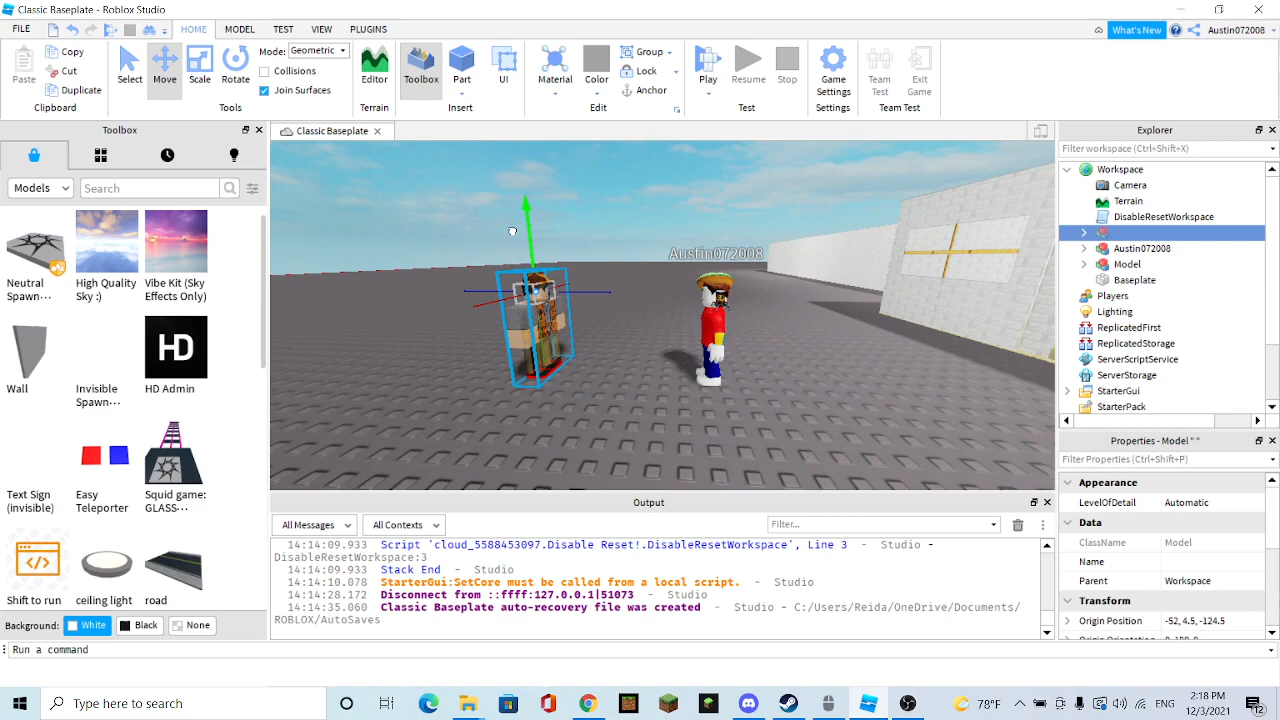 Classic Baseplate - Roblox Studio
FILE HOME MODEL TEST VIEW PLUGINS What's New Austin072008
Paste Copy Cut Duplicate Clipboard
Select Move Scale Rotate Mode: Geometric Collisions Join Surfaces Tools
Editor Terrain
Toolbox Part UI Insert
Material Color Group Lock Anchor Edit
Play Resume Stop Test
Game Settings Settings
Team Test Exit Game Team Test
Toolbox
Models Search
Neutral Spawn... High Quality Sky :) Vibe Kit (Sky Effects Only)
HD
Wall Invisible Spawn... HD Admin
Text Sign (invisible) Easy Teleporter Squid game: GLASS...
Shift to run ceiling light road
Background: White Black None
Classic Baseplate
Austin072008
Output
All Messages All Contexts Filter...
14:14:09.933 Script 'cloud_5588453097.Disable Reset!.DisableResetWorkspace', Line 3 - Studio -
DisableResetWorkspace:3
14:14:09.933 Stack End - Studio
14:14:10.078 StarterGui:SetCore must be called from a local script. - Studio
14:14:28.172 Disconnect from ::ffff:127.0.0.1|51073 - Studio
14:14:35.060 Classic Baseplate auto-recovery file was created - Studio - C:/Users/Reida/OneDrive/Documents/
ROBLOX/AutoSaves
Explorer
Filter workspace (Ctrl+Shift+X)
Workspace
Camera
Terrain
DisableResetWorkspace
Austin072008
Model
Baseplate
Players
Lighting
ReplicatedFirst
ReplicatedStorage
ServerScriptService
ServerStorage
StarterGui
StarterPack
Properties - Model " "
Filter Properties (Ctrl+Shift+P)
Appearance
LevelOfDetail Automatic
Data
ClassName Model
Name
Parent Workspace
Transform
Origin Position -52, 4.5, -124.5
Run a command
Type here to search
78°F
2:18 PM
12/3/2021